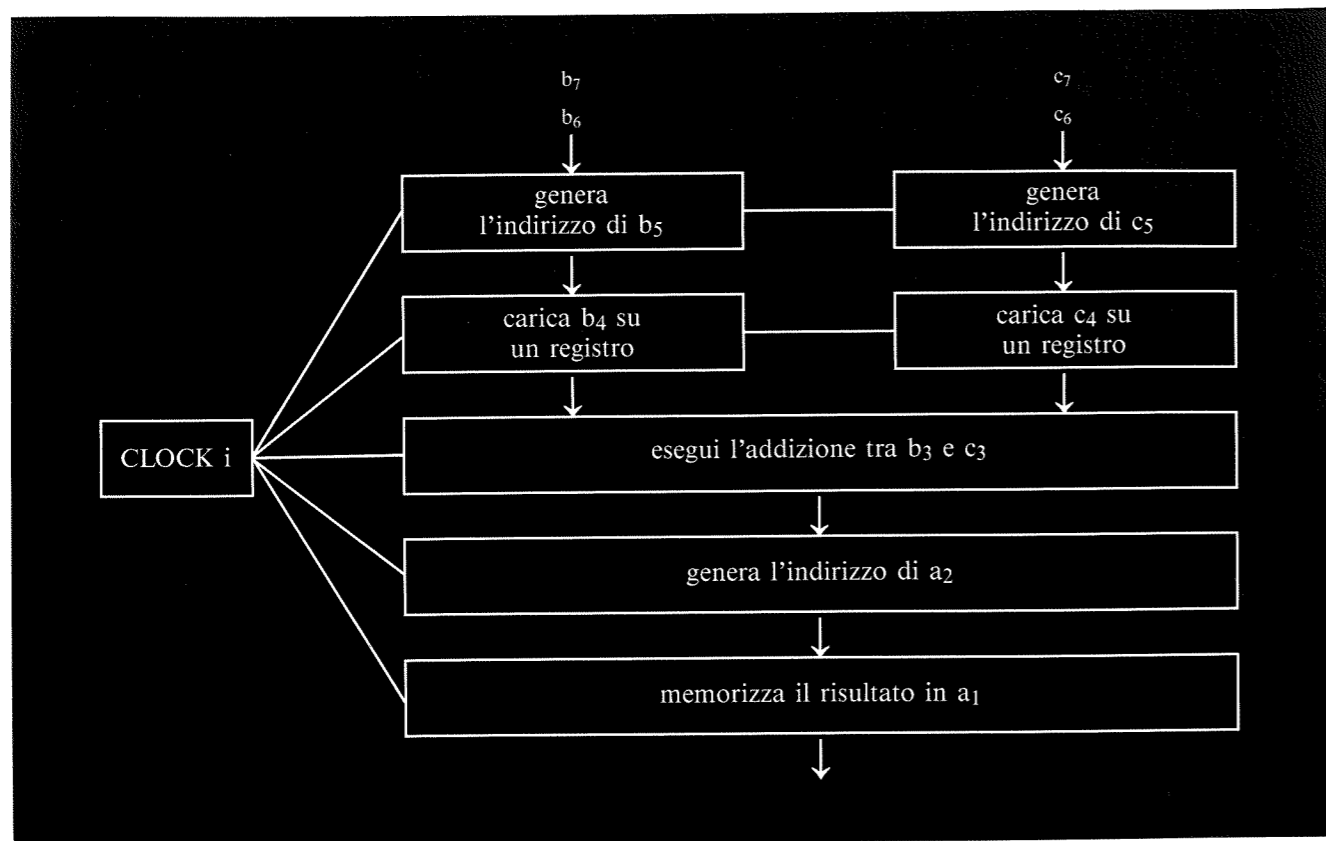 b₇ c₇
b₆ c₆
genera
l'indirizzo di b₅
genera
l'indirizzo di c₅
carica b₄ su
un registro
carica c₄ su
un registro
CLOCK i
esegui l'addizione tra b₃ e c₃
genera l'indirizzo di a₂
memorizza il risultato in a₁